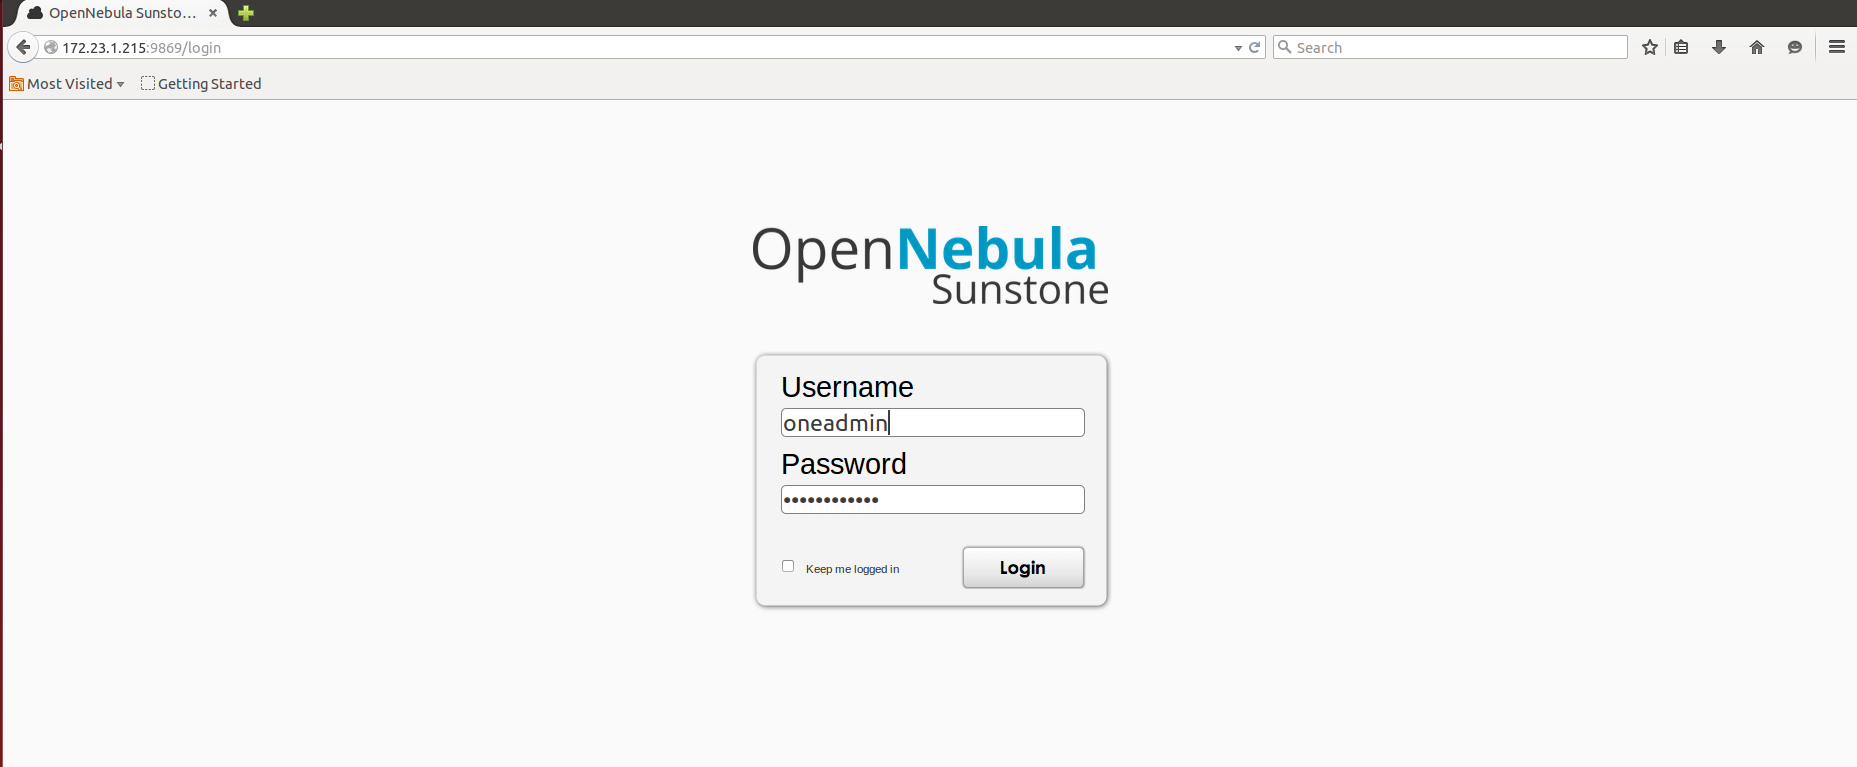 OpenNebula Sunsto...
172.23.1.215:9869/login
Search
Most Visited
Getting Started
OpenNebula
Sunstone
Username
oneadmin
Password
••••••••••••
Keep me logged in
Login